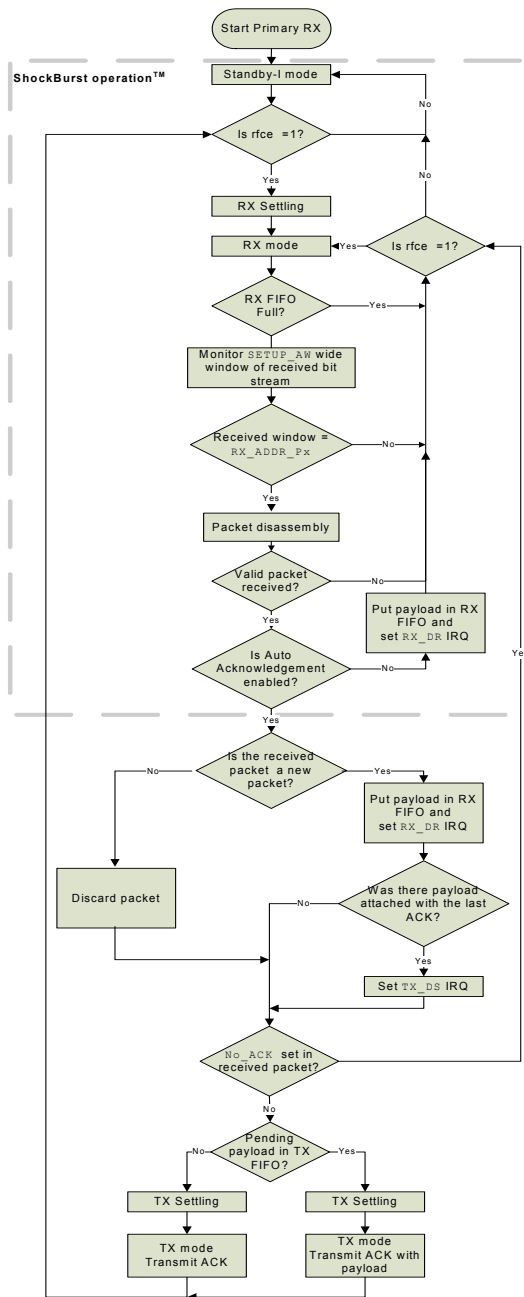 Start Primary RX
ShockBurst operation™
Standby-I mode
No
Is rfce =1?
Yes
No
RX Settling
RX mode
Yes
Is rfce =1?
RX FIFO
Full?
Yes
Monitor SETUP_AW wide
window of received bit
stream
Received window =
RX_ADDR_Px
No
Yes
Packet disassembly
Valid packet
received?
No
Yes
Put payload in RX
FIFO and
set RX_DR IRQ
Ye
Is Auto
Acknowledgement
enabled?
No
Yes
Is the received
packet a new
packet?
No
Yes
Put payload in RX
FIFO and
set RX_DR IRQ
Discard packet
Was there payload
attached with the last
ACK?
No
Yes
Set TX_DS IRQ
No_ACK set in
received packet?
No
Pending
payload in TX
FIFO?
No
Yes
TX Settling
TX Settling
TX mode
Transmit ACK
TX mode
Transmit ACK with
payload